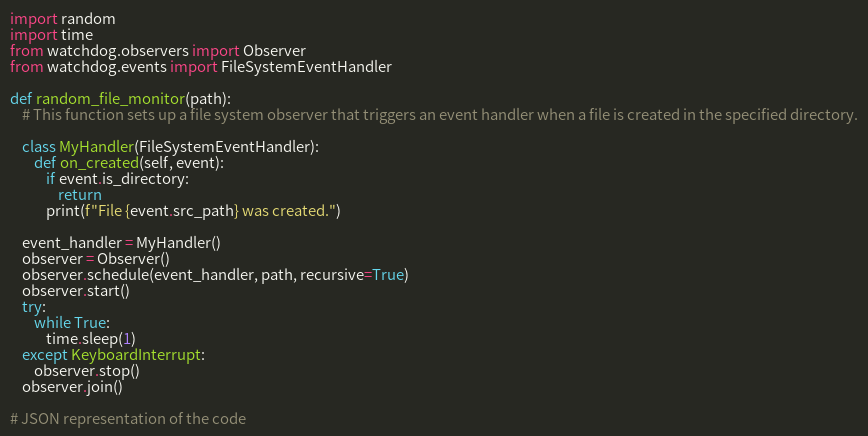 import random
import time
from watchdog.observers import Observer
from watchdog.events import FileSystemEventHandler

def random_file_monitor(path):
    # This function sets up a file system observer that triggers an event handler when a file is created in the specified directory.

    class MyHandler(FileSystemEventHandler):
        def on_created(self, event):
            if event.is_directory:
                return
            print(f"File {event.src_path} was created.")

    event_handler = MyHandler()
    observer = Observer()
    observer.schedule(event_handler, path, recursive=True)
    observer.start()
    try:
        while True:
            time.sleep(1)
    except KeyboardInterrupt:
        observer.stop()
    observer.join()

# JSON representation of the code